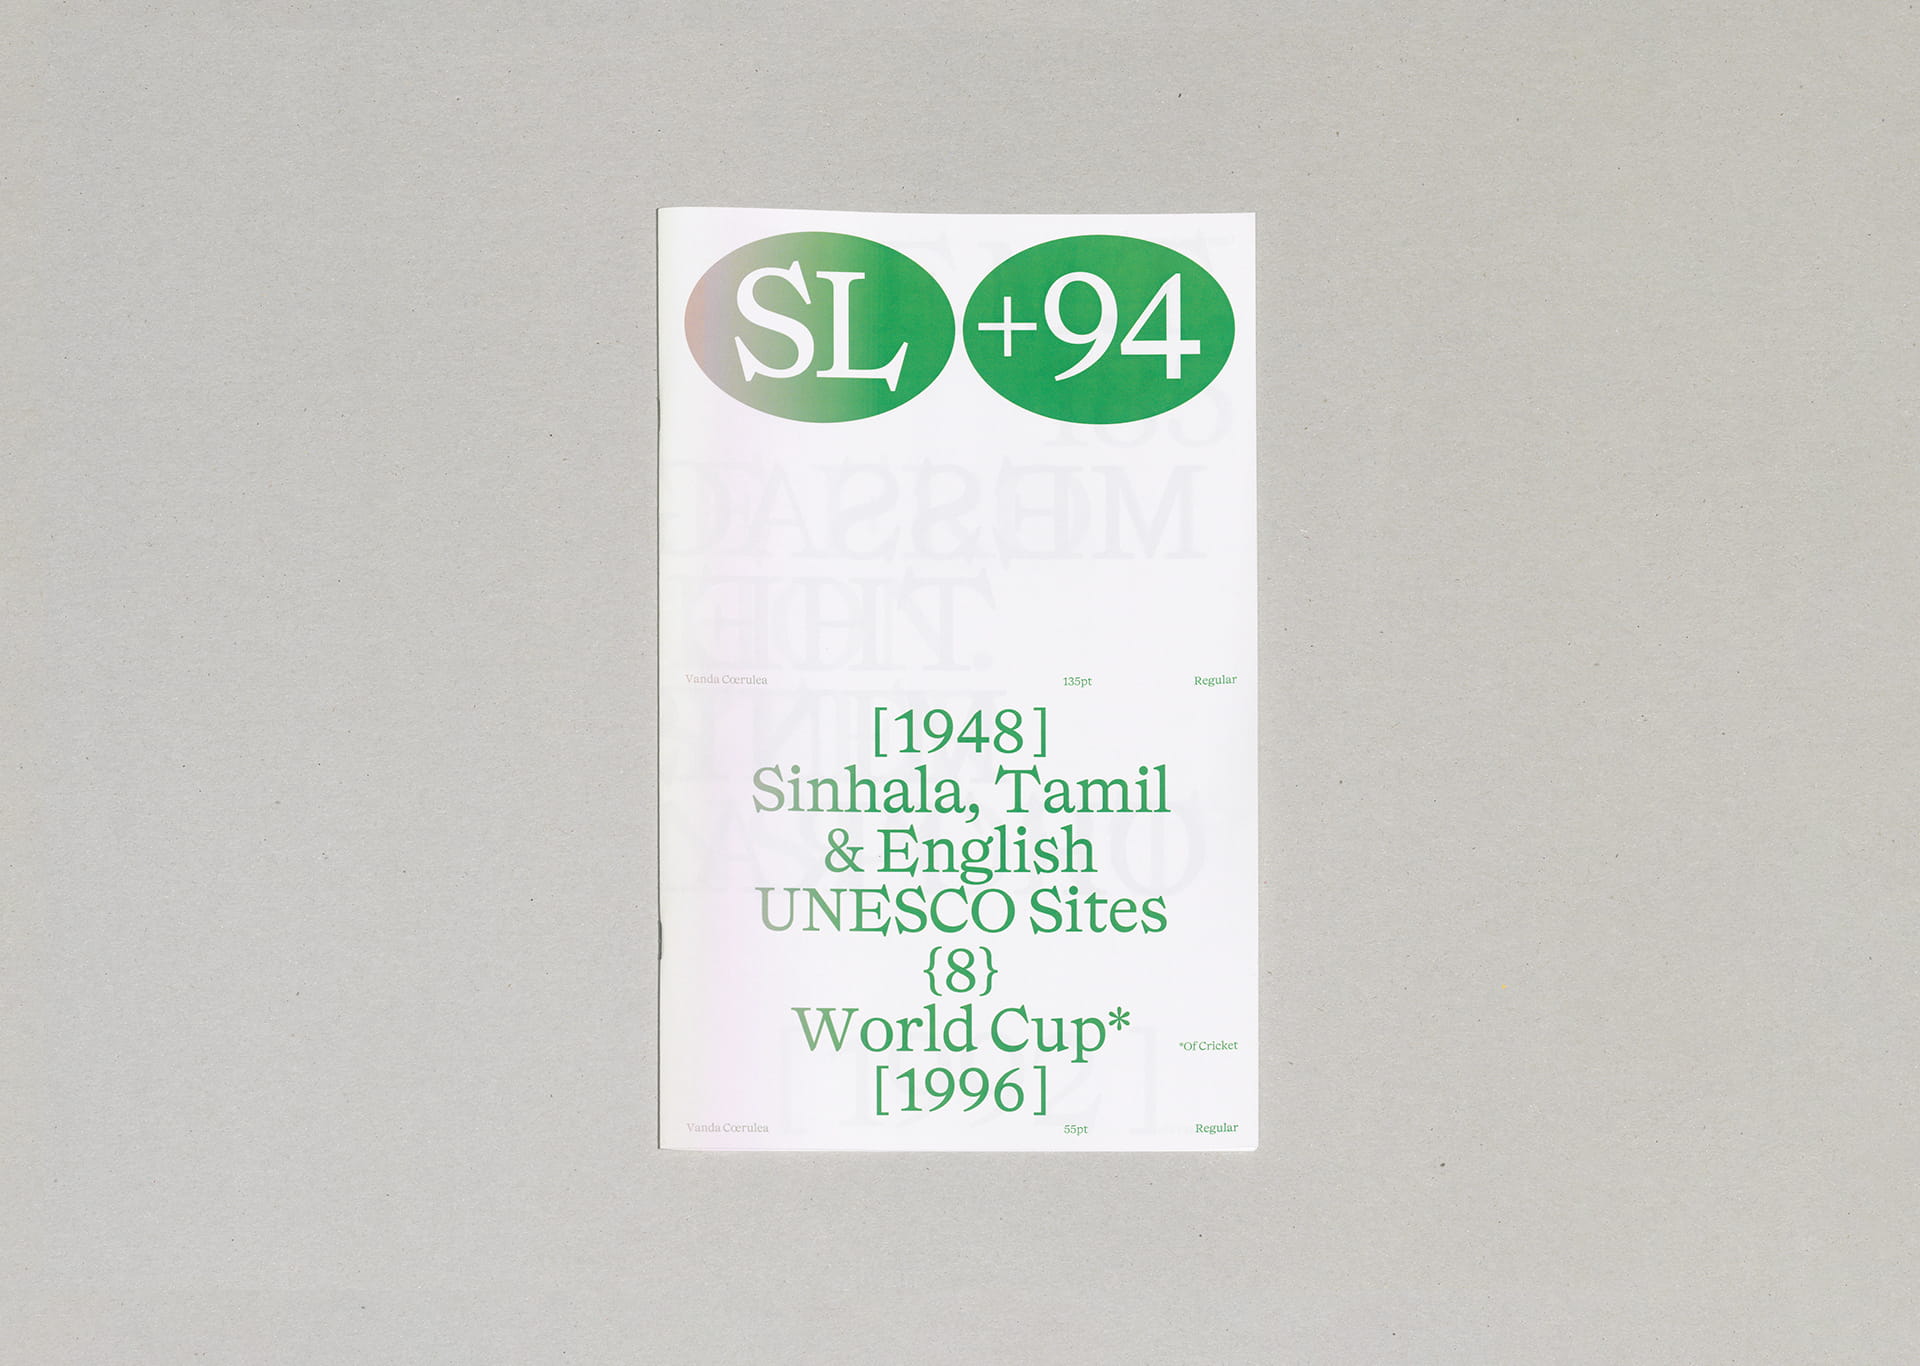 SL +94
Vanda Cœrulea 135pt Regular
[1948]
Sinhala, Tamil
& English
UNESCO Sites
{8}
World Cup*
*Of Cricket
[1996]
Vanda Cœrulea 55pt Regular